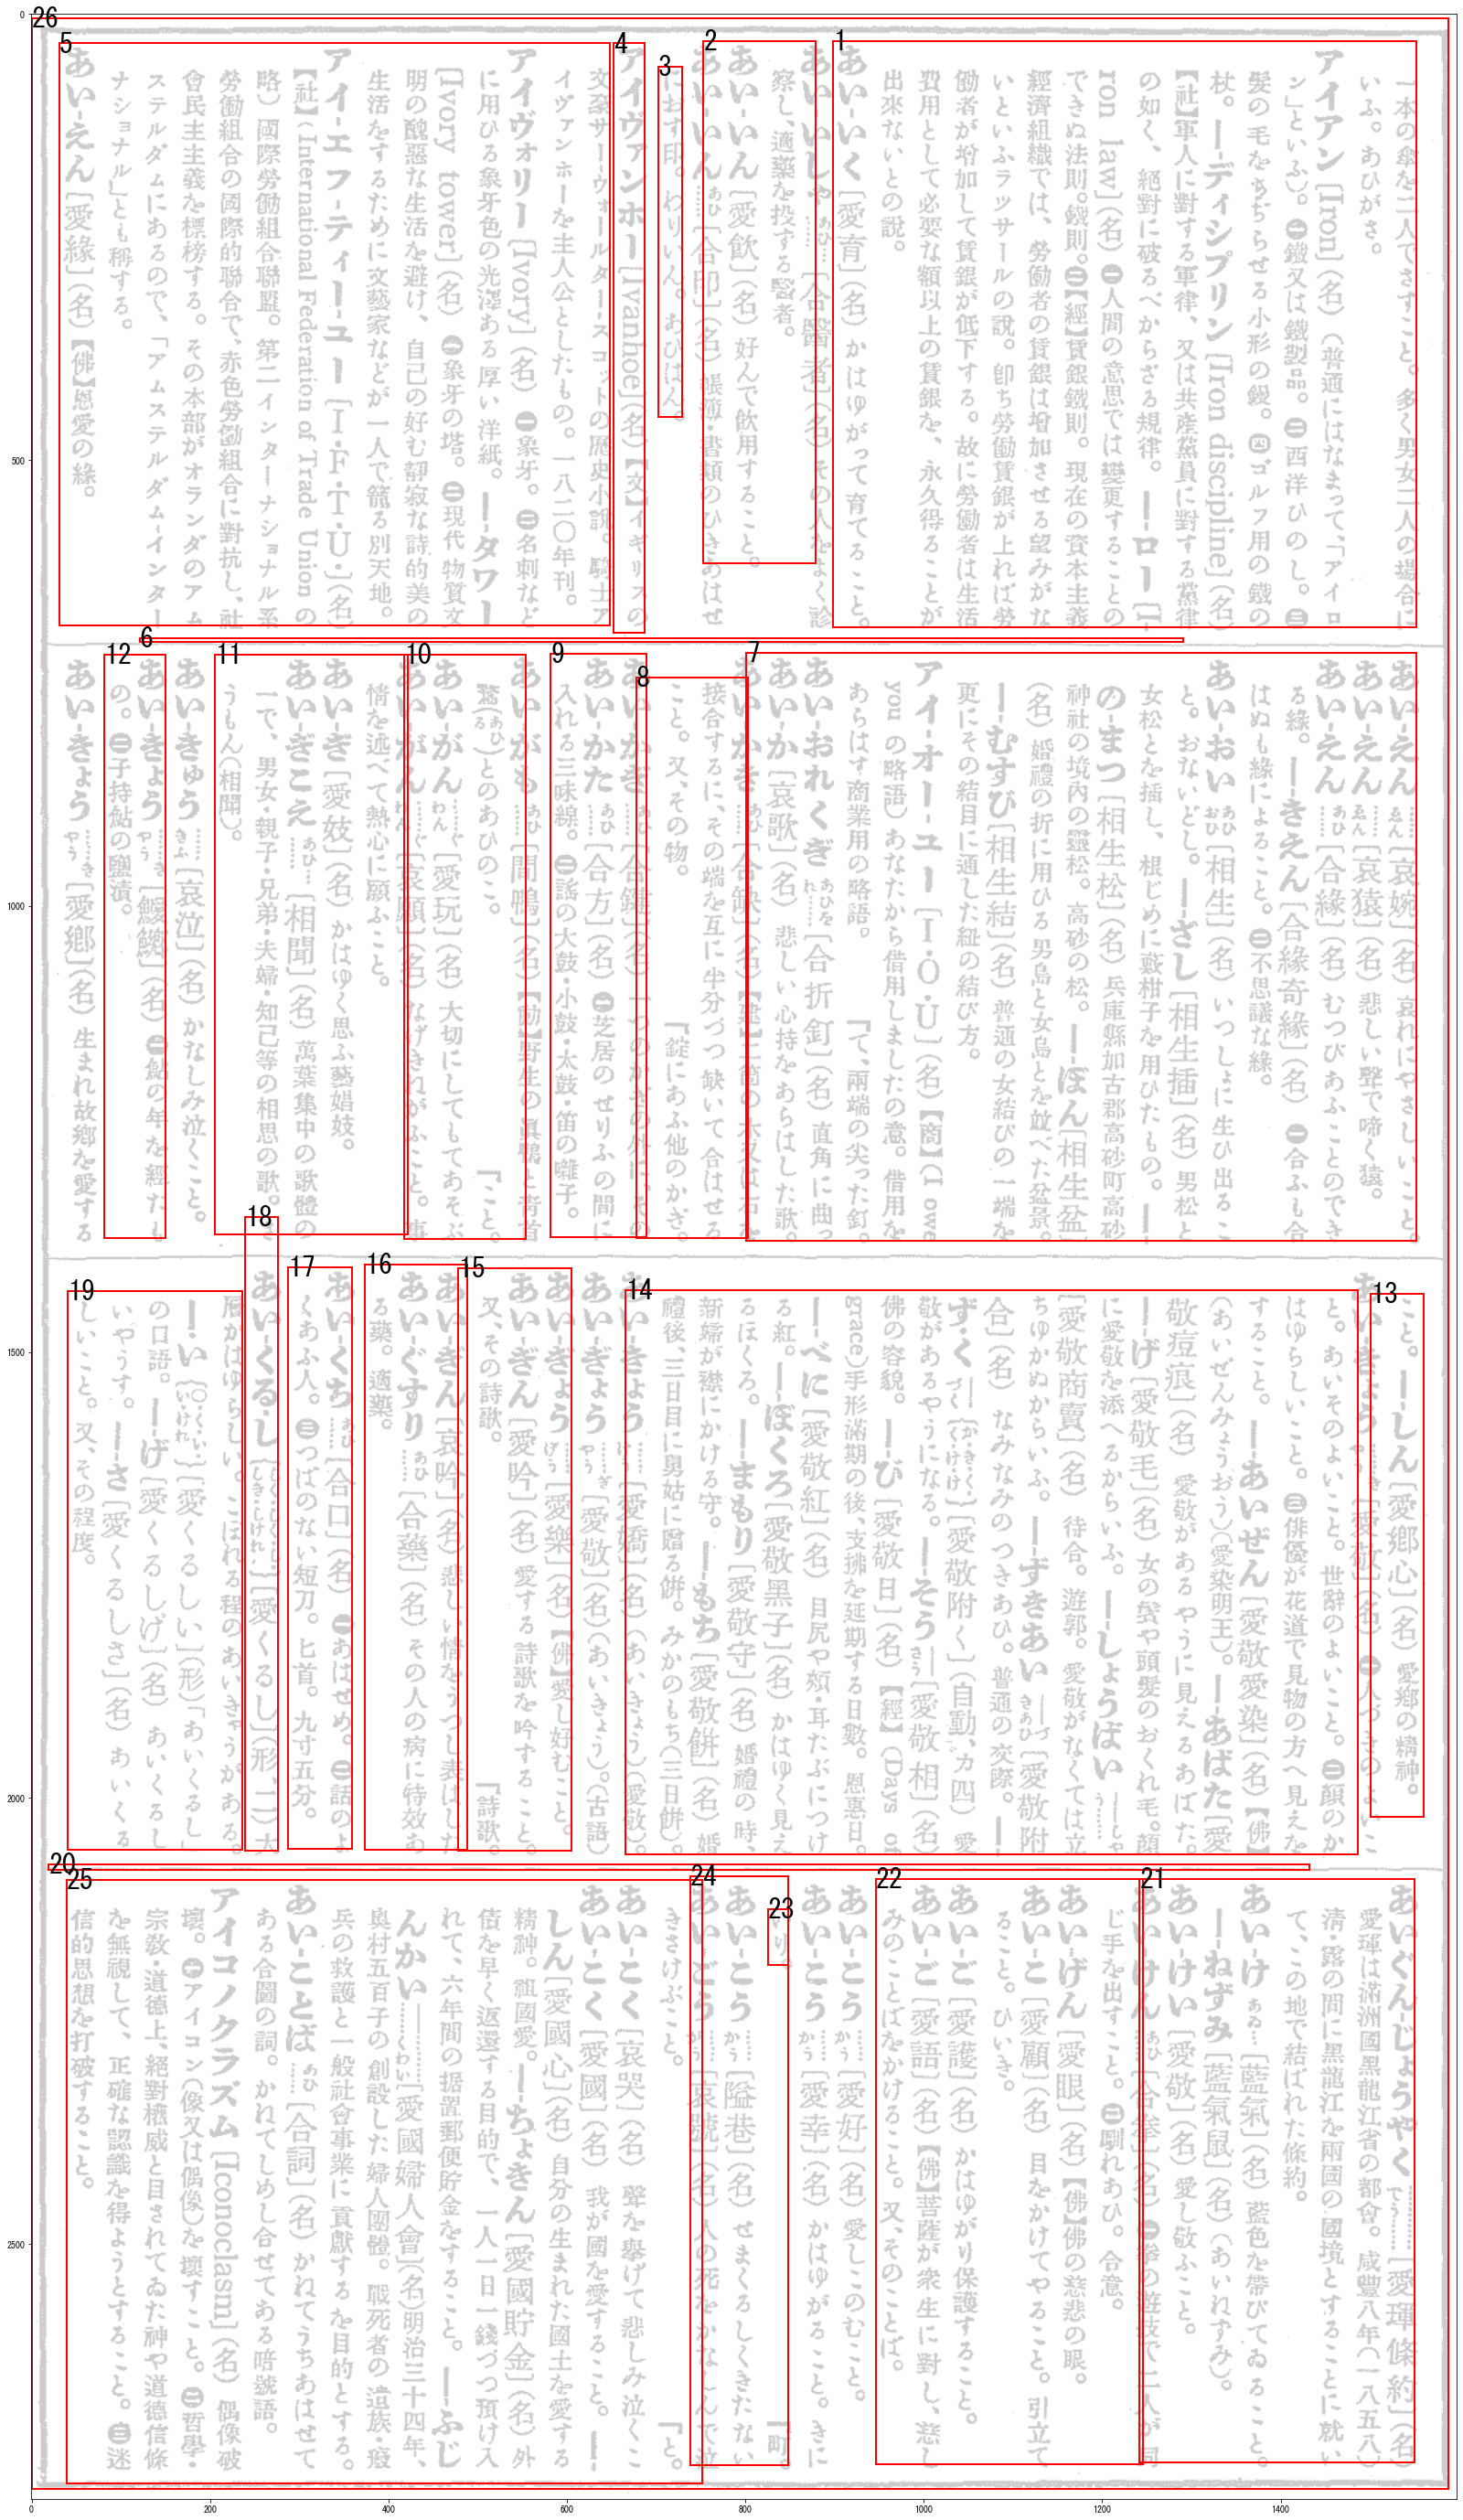 一本の傘を二人でさすこと。多く男女二人の場合に
いふ。あひがさ。
アイアン〔Iron〕(名)(普通にはなまって、「アイロ
ン」といふ)。㊀鐵又は鐵製品。㊁西洋ひのし。㊂
髮の毛をちぢらせる小形の鏝。㊃ゴルフ用の鐵の
杖。―ディシプリン〔Iron discipline〕(名)
【社】軍人に對する軍律、又は共產黨員に對する黨律
の如く、絕對に破るべからざる規律。―ロー〔I-
ron law〕(名)㊀人間の意思では變更することの
できぬ法則。鐵則。㊁【經】賃銀鐵則。現在の資本主義
經濟組織では、勞働者の賃銀は增加させる望みがな
いといふラッサールの說。卽ち勞働賃銀が上れば勞
働者が增加して賃銀が低下する。故に勞働者は生活
費用として必要な額以上の賃銀を、永久得ることが
出來ないとの說。
あい-いく〔愛育〕(名)かはゆがって育てること。
あい-いしゃ あひ……〔合醫者〕(名)その人をよく診
察し、適藥を投ずる醫者。
あい-いん〔愛飮〕(名)好んで飮用すること。
あい-いん あひ〔合印〕(名)帳簿・書類のひきあはせ
におす印。わりいん。あひはん。
アイヴァンホー〔Ivanhoe〕(名)【文】イギリスの
文豪サー-ウォールター-スコットの歷史小說。騎士ア
イヴァンホーを主人公としたもの。一八二〇年刊。
アイヴォリー〔Ivory〕(名)㊀象牙。㊁名刺など
に用ひる象牙色の光澤ある厚い洋紙。―タワー
〔Ivory tower〕(名)㊀象牙の塔。㊁現代物質文
明の醜惡な生活を避け、自己の好む靜寂な詩的美の
生活をするために文藝家などが一人で籠る別天地。
アイ-エフ-ティー-ユー〔I・F・T・U・〕(名)
【社】(International Federation of Trade Union の
略)國際勞働組合聯盟。第二インターナショナル系
勞働組合の國際的聯合で、赤色勞働組合に對抗し、社
會民主主義を標榜する。その本部がオランダのアム
ステルダムにあるので、「アムステルダム-インター
ナショナル」とも稱する。
あい-えん〔愛緣〕(名)【佛】恩愛の緣。
あい-えん ゑん〔哀婉〕(名)哀れにやさしいこと。
あい-えん ゑん〔哀猿〕(名)悲しい聲で啼く猿。
あい-えん あひ〔合緣〕(名)むつびあふことのでき
る緣。―きえん〔合緣奇緣〕(名)㊀合ふも合
はぬも緣によること。㊁不思議な緣。
あい-おい あひおひ〔相生〕(名)いつしょに生ひ出るこ
と。おないどし。―ざし〔相生插〕(名)男松と
女松とを插し、根じめに藪柑子を用ひたもの。―
の-まつ〔相生松〕(名)兵庫縣加古郡高砂町高砂
神社の境內の靈松。高砂の松。―ぼん〔相生盆〕
(名)婚禮の折に用ひる男島と女島とを竝べた盆景。
―むすび〔相生結〕(名)普通の女結びの一端を
更にその結目に通した紐の結び方。
アイ-オー-ユー〔I・O・U〕(名)【商】(I owe
you の略語)あなたから借用しましたの意。借用を
あらはす商業用の略語。「て、兩端の尖った釘。
あい-おれくぎ あひをれ……〔合折釘〕(名)直角に曲っ
あい-か〔哀歌〕(名)悲しい心持をあらはした歌。
接合するに、その端を互に半分づつ缺いて合はせる
こと。又、その物。「錠にあふ他のかぎ。
あい-かぎ あひ〔合鍵〕(名)一つのかぎの外に、その
あい-かた あひ〔合方〕(名)㊀芝居のせりふの間に
入れる三味線。㊁謠の大鼓・小鼓・太鼓・笛の囃子。
あい-がも あひ……〔間鴨〕(名)【動】野生の眞鴨と靑首
鶩(あひる)とのあひのこ。「こと。
あい-がん わん……〔愛玩〕(名)大切にしてもてあそぶ
あい-がん わん……〔哀願〕(名)なげきねがふこと。事
情を述べて熱心に願ふこと。
あい-ぎ〔愛妓〕(名)かはゆく思ふ藝娼妓。
あい-ぎこえ あひ……〔相聞〕(名)萬葉集中の歌體の
一で、男女・親子・兄弟・夫婦・知己等の相思の歌。さ
うもん(相聞)。
あい-きゅう きふ……〔哀泣〕(名)かなしみ泣くこと。
の。㊁子持鮎の鹽漬。
あい-きょう やう……き〔愛鄕〕(名)生まれ故鄕を愛する
こと。―しん〔愛鄕心〕(名)愛鄕の精神。
あい-きょう やう……き〔愛敬〕(名)㊀人づきのよいこ
と。あいそのよいこと。世辭のよいこと。㊁顏のか
はゆらしいこと。㊂俳優が花道で見物の方へ見えを
すること。―あいぜん〔愛敬愛染〕(名)【佛】
(あいぜんみょうおう)(愛染明王)。―あばた〔愛
敬痘痕〕(名)愛敬があるやうに見えるあばた。
―げ〔愛敬毛〕(名)女の鬢や頭髮のおくれ毛。顏
に愛敬を添へるからいふ。―しょうばい しゃう……
〔愛敬商賣〕(名)待合。遊郭。愛敬がなくては立
ちゆかぬからいふ。―ずきあい づきあひ〔愛敬附
合〕(名)なみなみのつきあひ。普通の交際。―
ず・く〔愛敬附く〕(自動、カ四)愛
敬があるやうになる。―そう さう〔愛敬相〕(名)
佛の容貌。―び〔愛敬日〕(名)【經】(Days of
grace)手形滿期の後、支拂を延期する日數。恩惠日。
―べに〔愛敬紅〕(名)目尻や頰・耳たぶにつけ
る紅。―ぼくろ〔愛敬黑子〕(名)かはゆく見え
るほくろ。―まもり〔愛敬守〕(名)婚禮の時、
新婦が襟にかける守。―もち〔愛敬餠〕(名)婚
禮後、三日目に舅姑に贈る餠。みかのもち(三日餠)。
あい-きょう〔愛嬌〕(名)(あいきょう)(愛敬)。
あい-ぎょう やう……ぎ〔愛敬〕(名)(あいきょう)。(古語)
あい-ぎょう げう……〔愛樂〕(名)【佛】愛し好むこと。
あい-ぎん〔愛吟〕(名)愛する詩歌を吟ずること。
又、その詩歌。「詩歌。
あい-ぎん〔哀吟〕(名)悲しい情をうつし表はした
あい-ぐすり あひ……〔合藥〕(名)その人の病に特效あ
る藥。適藥。
あい-くち あひ……〔合口〕(名)㊀あはせめ。㊁話のよ
くあふ人。㊂つばのない短刀。匕首。九寸五分。
あい-くるし〔愛くるし〕(形、二)大
層かはゆらしい。こぼれる程のあいきゃうがある。
―・い〔愛くるしい〕(形)「あいくるし」
の口語。―げ〔愛くるしげ〕(名)あいくるし
いやうす。―さ〔愛くるしさ〕(名)あいくる
しいこと。又、その程度。
あい-ぐん-じょうやく でう……〔愛琿條約〕(名)
愛琿は滿洲國黑龍江省の都會。咸豐八年(一八五八)
淸・露の間に黑龍江を兩國の國境とすることに就い
て、この地で結ばれた條約。
あい-け あゐ……〔藍氣〕(名)藍色を帶びてゐること。
―ねずみ〔藍氣鼠〕(名)(あいねずみ)。
あい-けい〔愛敬〕(名)愛し敬ふこと。
あい-けん あひ……〔合拳〕(名)㊀拳の遊技で二人が同
じ手を出すこと。㊁馴れあひ。合意。
あい-げん〔愛眼〕(名)【佛】佛の慈悲の眼。
あい-こ〔愛顧〕(名)目をかけてやること。引立て
ること。ひいき。
あい-ご〔愛護〕(名)かはゆがり保護すること。
あい-ご〔愛語〕(名)【佛】菩薩が衆生に對し、慈し
みのことばをかけること。又、そのことば。
あい-こう かう……〔愛好〕(名)愛しこのむこと。
あい-こう かう……〔愛幸〕(名)かはゆがること。きに
いり。「町。
あい-こう かう……〔隘巷〕(名)せまくるしくきたない
あい-ごう がう……〔哀號〕(名)人の死をかなしんで泣
きさけぶこと。「と。
あい-こく〔哀哭〕(名)聲を擧げて悲しみ泣くこ
あい-こく〔愛國〕(名)我が國を愛すること。―
しん〔愛國心〕(名)自分の生まれた國土を愛する
精神。祖國愛。―ちょきん〔愛國貯金〕(名)外
債を早く返還する目的で、一人一日一錢づつ預け入
れて、六年間の据置郵便貯金をすること。―ふじ
んかい ……くわい〔愛國婦人會〕(名)明治三十四年、
奧村五百子の創設した婦人團體。戰死者の遺族・癈
兵の救護と一般社會事業に貢獻するを目的とする。
あい-ことば あひ……〔合詞〕(名)かねてうちあはせて
ある合圖の詞。かねてしめし合せてある暗號語。
アイコノクラズム〔Iconoclasm〕(名)偶像破
壞。㊀アイコン(像又は偶像)を壞すこと。㊁哲學・
宗敎・道德上、絕對權威と目されてゐた神や道德信條
を無視して、正確な認識を得ようとすること。㊂迷
信的思想を打破すること。